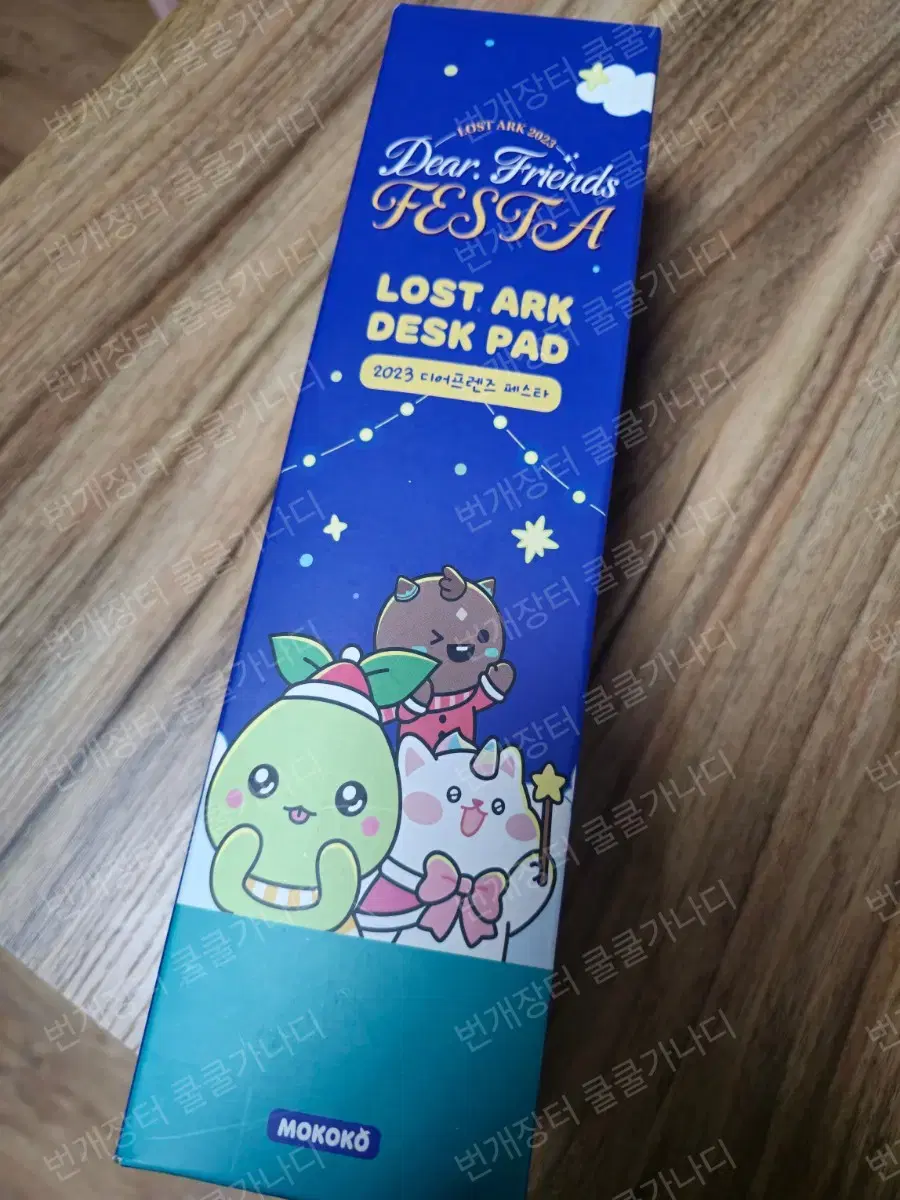 LOST ARK 2023
Dear. Friends
FESTA
LOST ARK
DESK PAD
2023 디어프렌즈 페스타
MOKOKO
번개장터 쿨쿨가나디